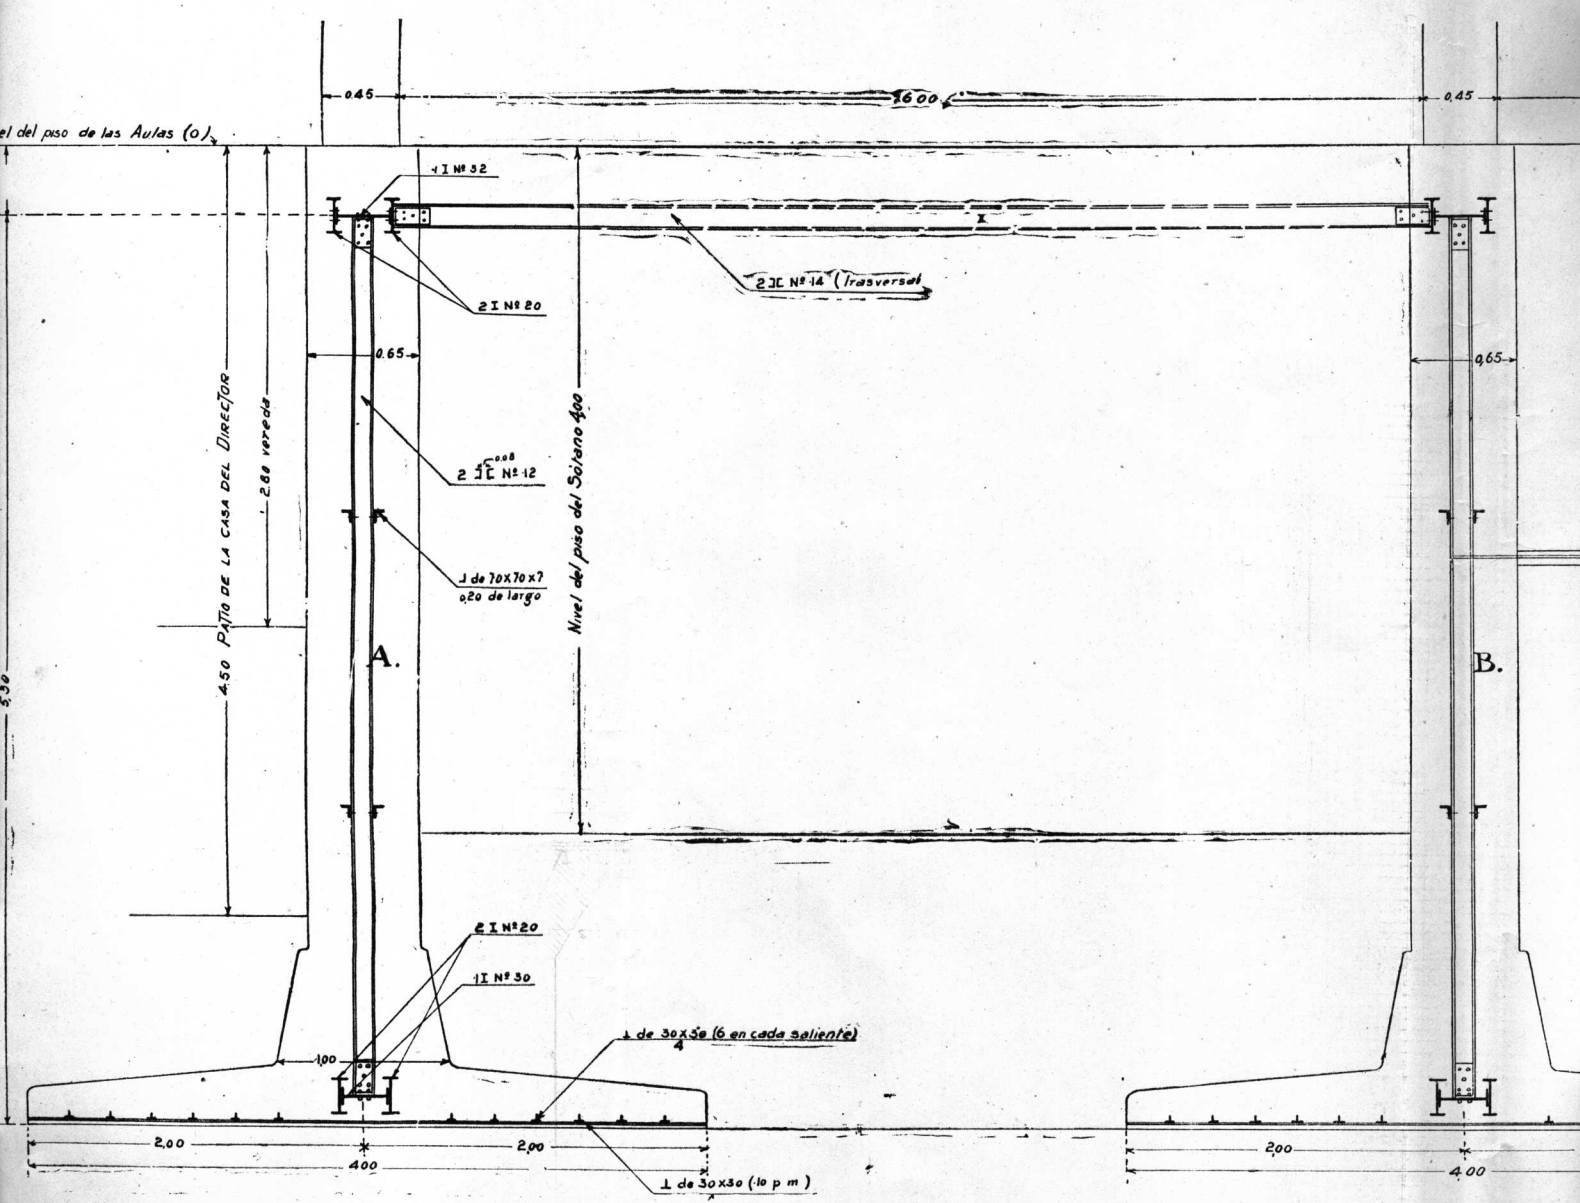 0.45
6.00
0,45
el del piso de las Aulas (0)
1 I Nº 32
2 ][ Nº 14 (Trasversal
2 I Nº 20
0.65
0,65
4.50 PATIO DE LA CASA DEL DIRECTOR
2.80 vereda
Nivel del piso del Sótano 4,00
0.08
2 ][ Nº 12
⅃ de 70x70x7
0,20 de largo
A.
B.
5,30
2 I Nº 20
1 I Nº 30
1,00
⊥ de 30x30 (6 en cada saliente)
4
2,00
2,00
4.00
200
4.00
⊥ de 30x30 (10 p m)